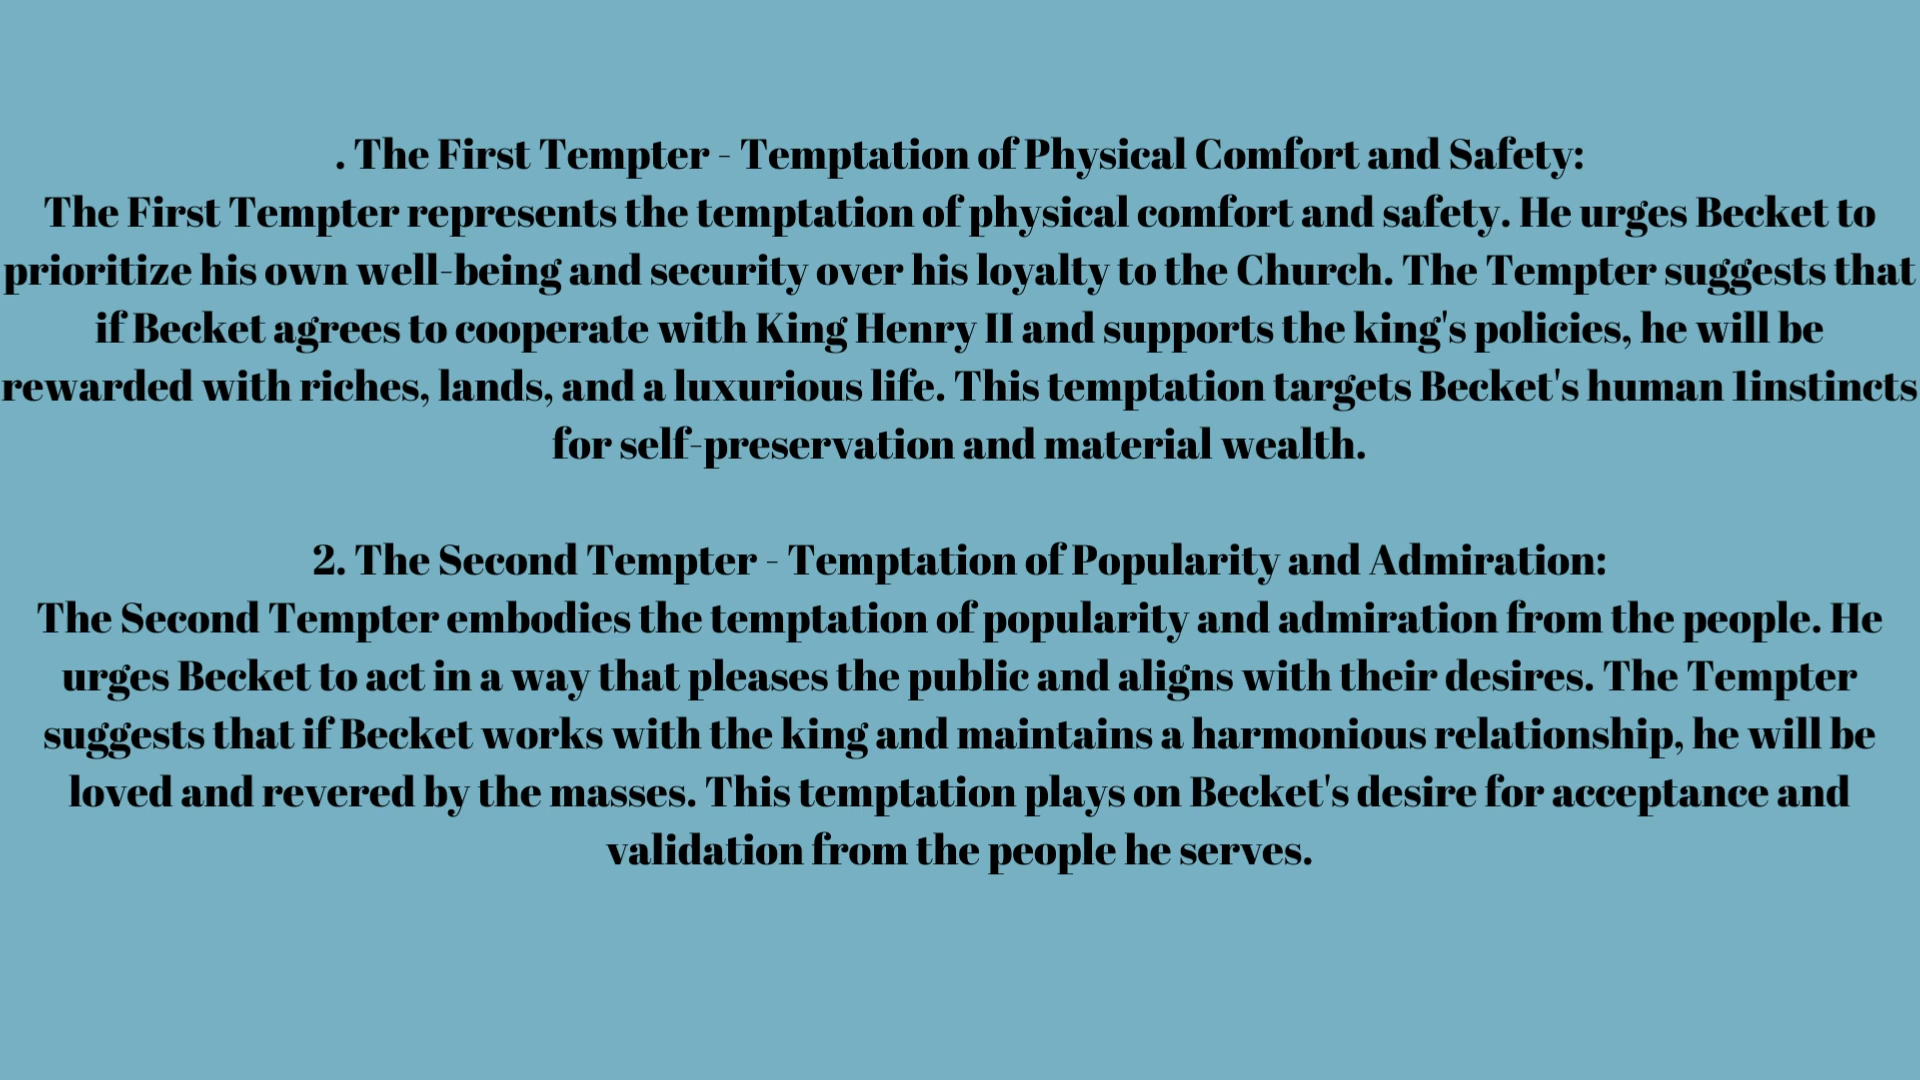 . The First Tempter - Temptation of Physical Comfort and Safety:
The First Tempter represents the temptation of physical comfort and safety. He urges Becket to
prioritize his own well-being and security over his loyalty to the Church. The Tempter suggests that
if Becket agrees to cooperate with King Henry II and supports the king's policies, he will be
rewarded with riches, lands, and a luxurious life. This temptation targets Becket's human 1instincts
for self-preservation and material wealth.
2. The Second Tempter - Temptation of Popularity and Admiration:
The Second Tempter embodies the temptation of popularity and admiration from the people. He
urges Becket to act in a way that pleases the public and aligns with their desires. The Tempter
suggests that if Becket works with the king and maintains a harmonious relationship, he will be
loved and revered by the masses. This temptation plays on Becket's desire for acceptance and
validation from the people he serves.